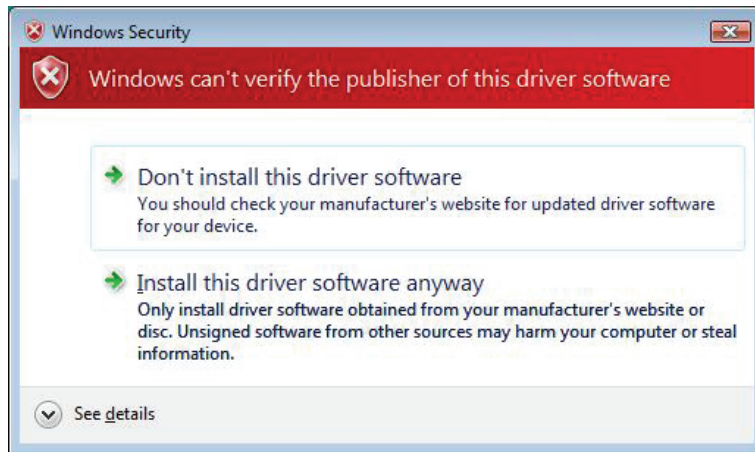 Windows Security
Windows can't verify the publisher of this driver software
Don't install this driver software
You should check your manufacturer's website for updated driver software
for your device.
Install this driver software anyway
Only install driver software obtained from your manufacturer's website or
disc. Unsigned software from other sources may harm your computer or steal
information.
See details